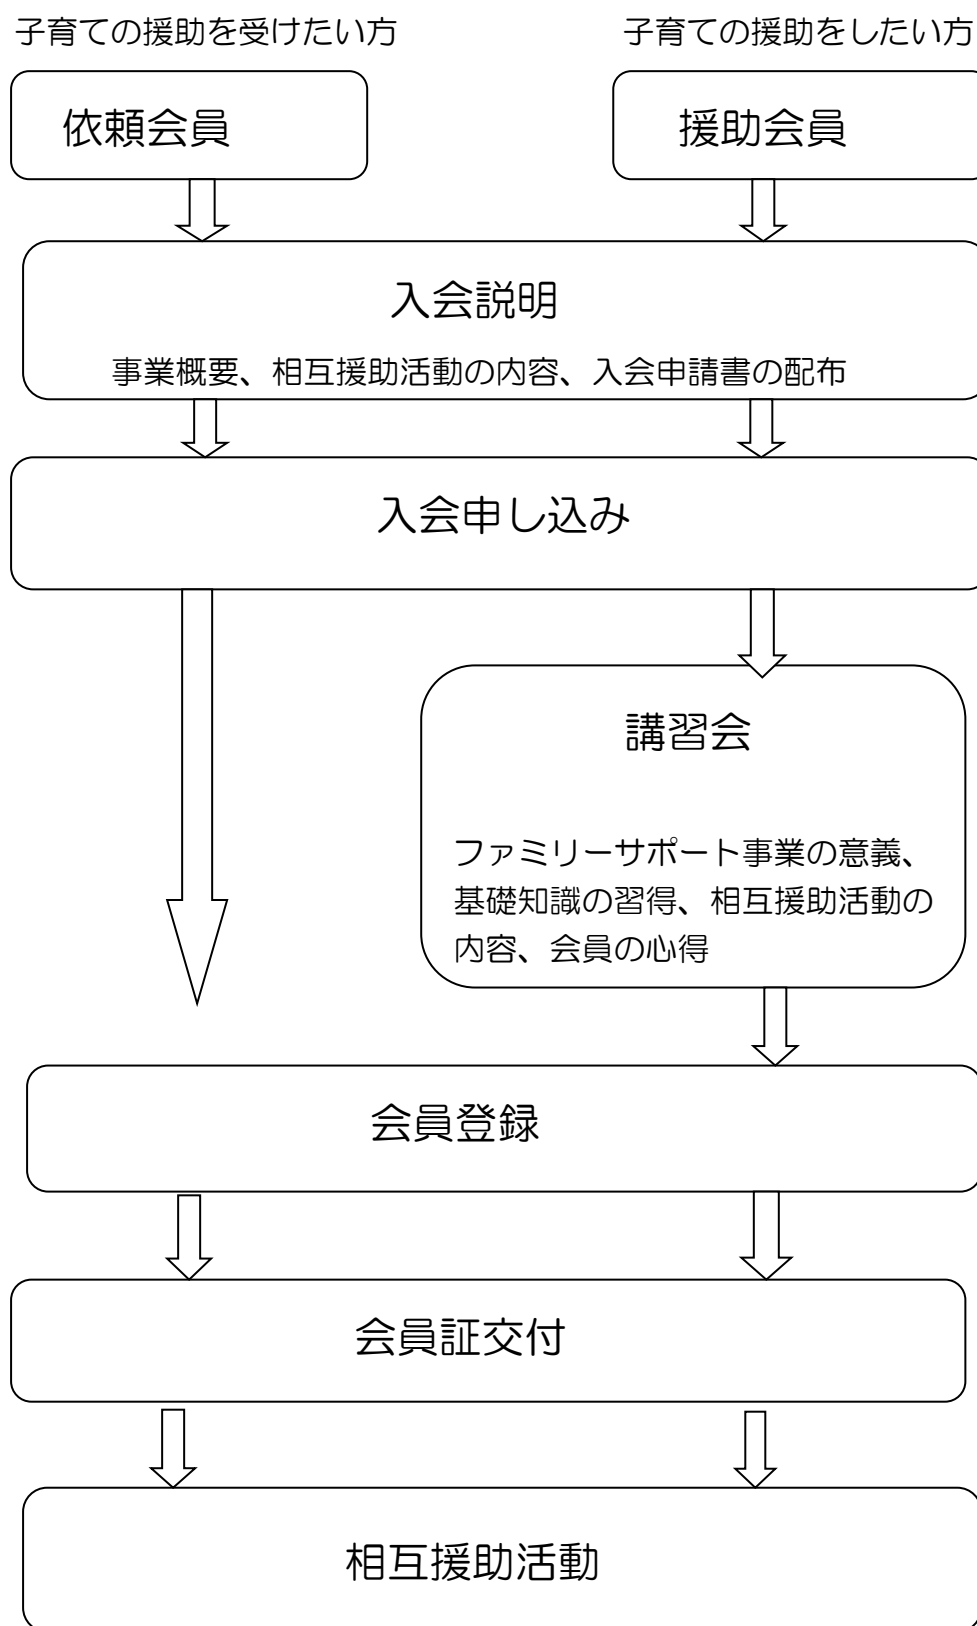 子育ての援助を受けたい方
子育ての援助をしたい方
依頼会員
援助会員
入会説明
事業概要、相互援助活動の内容、入会申請書の配布
入会申し込み
講習会
ファミリーサポート事業の意義、
基礎知識の習得、相互援助活動の
内容、会員の心得
会員登録
会員証交付
相互援助活動